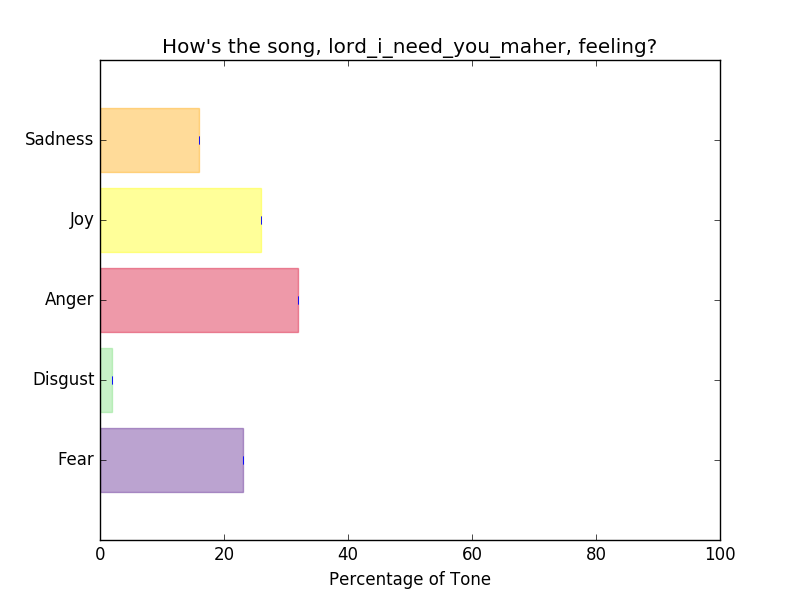 How's the song, lord_i_need_you_maher, feeling?
Sadness
Joy
Anger
Disgust
Fear
0 20 40 60 80 100
Percentage of Tone